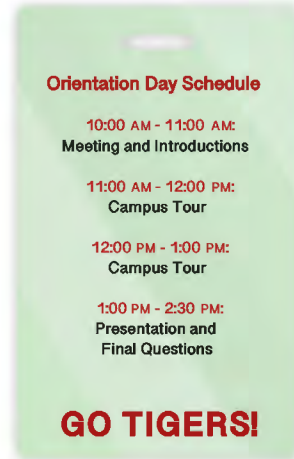 Orientation Day Schedule
10:00 AM - 11:00 AM:
Meeting and Introductions
11:00 AM - 12:00 PM:
Campus Tour
12:00 PM - 1:00 PM:
Campus Tour
1:00 PM - 2:30 PM:
Presentation and
Final Questions
GO TIGERS!